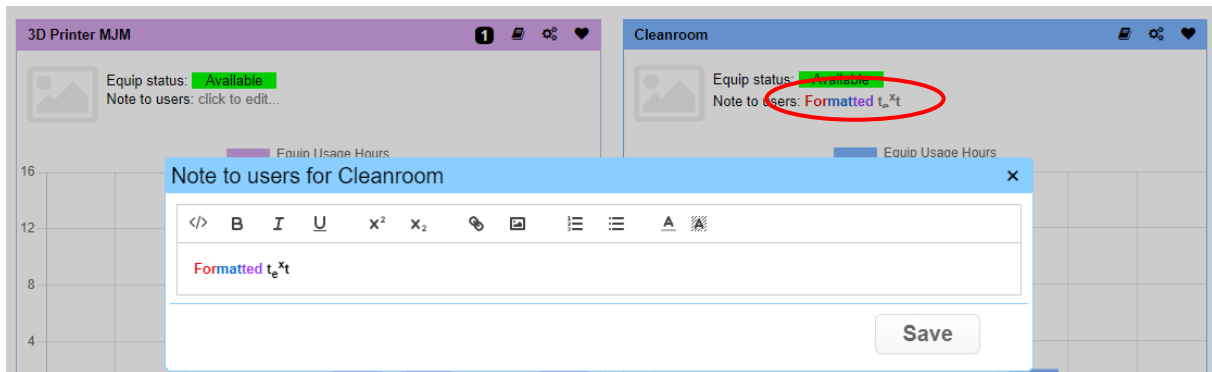 3D Printer MJM 1
Equip status: Available
Note to users: click to edit...
Equip Usage Hours
Cleanroom
Equip status: Available
Note to users: Formatted text
Equip Usage Hours
16
12
8
4
Note to users for Cleanroom ×
</> B I U x² x₂ A A
Formatted text
Save